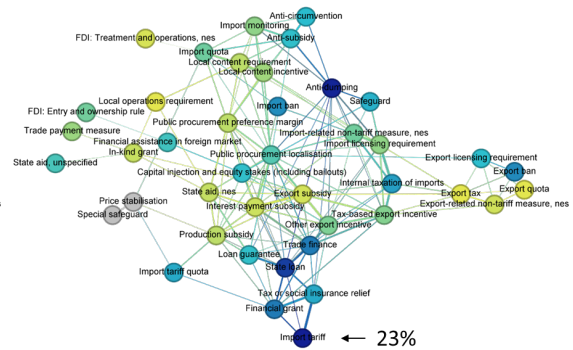 Anti-circumvention
Import monitoring
FDI: Treatment and operations, nes
Anti-subsidy
Import quota
Local content requirement
Local content incentive
Antidumping
Local operations requirement
Import ban
Safeguard
FDI: Entry and ownership rule
Public procurement preference margin
Trade payment measure
Import-related non-tariff measure, nes
Financial assistance in foreign market
Import licensing requirement
In-kind grant
Public procurement localisation
Export licensing requirement
State aid, unspecified
Capital injection and equity stakes (including bailouts)
Export ban
Internal taxation of imports
State aid, nes
Export subsidy
Export tax
Export quota
Price stabilisation
Interest payment subsidy
Export-related non-tariff measure, nes
Special safeguard
Tax-based export incentive
Other export incentive
Production subsidy
Trade finance
Loan guarantee
State loan
Import tariff quota
Tax or social insurance relief
Financial grant
Import tariff
23%